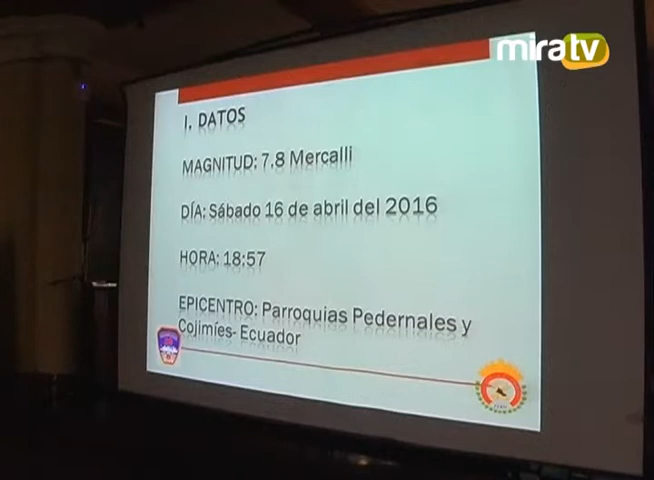 miratv
I. DATOS
MAGNITUD: 7.8 Mercalli
DÍA: Sábado 16 de abril del 2016
HORA: 18:57
EPICENTRO: Parroquias Pedernales y
Cojimíes- Ecuador